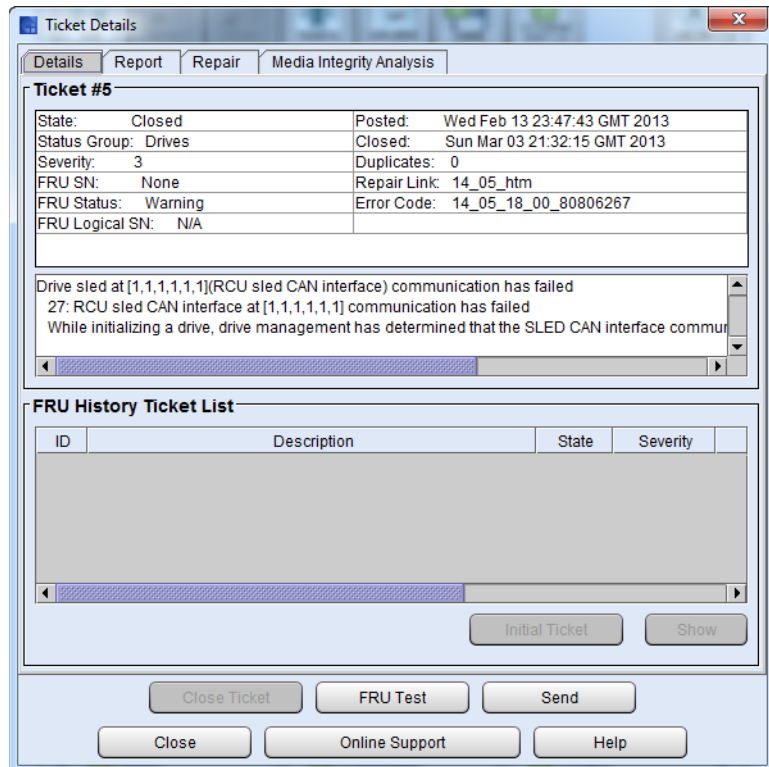 Ticket Details
Details Report Repair Media Integrity Analysis
Ticket #5
State: Closed Posted: Wed Feb 13 23:47:43 GMT 2013
Status Group: Drives Closed: Sun Mar 03 21:32:15 GMT 2013
Severity: 3 Duplicates: 0
FRU SN: None Repair Link: 14_05_htm
FRU Status: Warning Error Code: 14_05_18_00_80806267
FRU Logical SN: N/A
Drive sled at [1,1,1,1,1,1](RCU sled CAN interface) communication has failed
27: RCU sled CAN interface at [1,1,1,1,1,1] communication has failed
While initializing a drive, drive management has determined that the SLED CAN interface commur
FRU History Ticket List
ID Description State Severity
Initial Ticket Show
Close Ticket FRU Test Send
Close Online Support Help